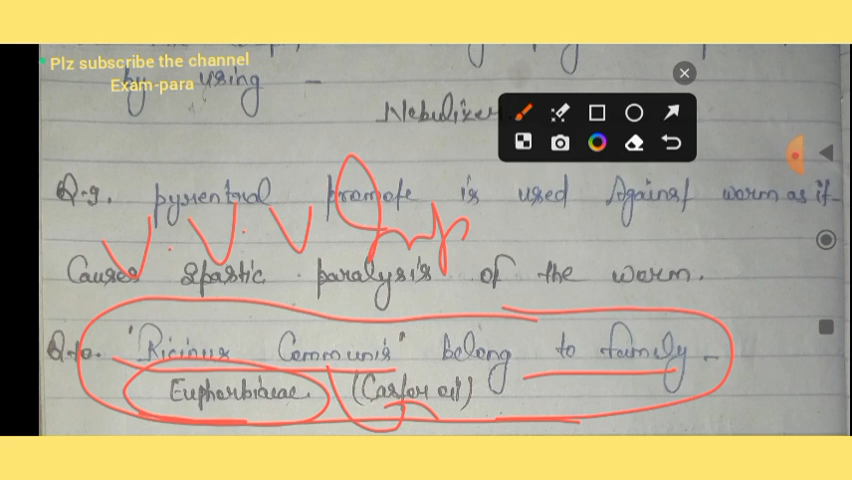 Plz subscribe the channel
Exam-para
by using –
Nebulizer
Q.9. pyrental pamote is used Against worm as it
Causes Spastic paralysis of the worm.
V. V. V Imp
Q.10. "Ricinus Communis" belong to family –
Euphorbiaceae. (Castor oil)